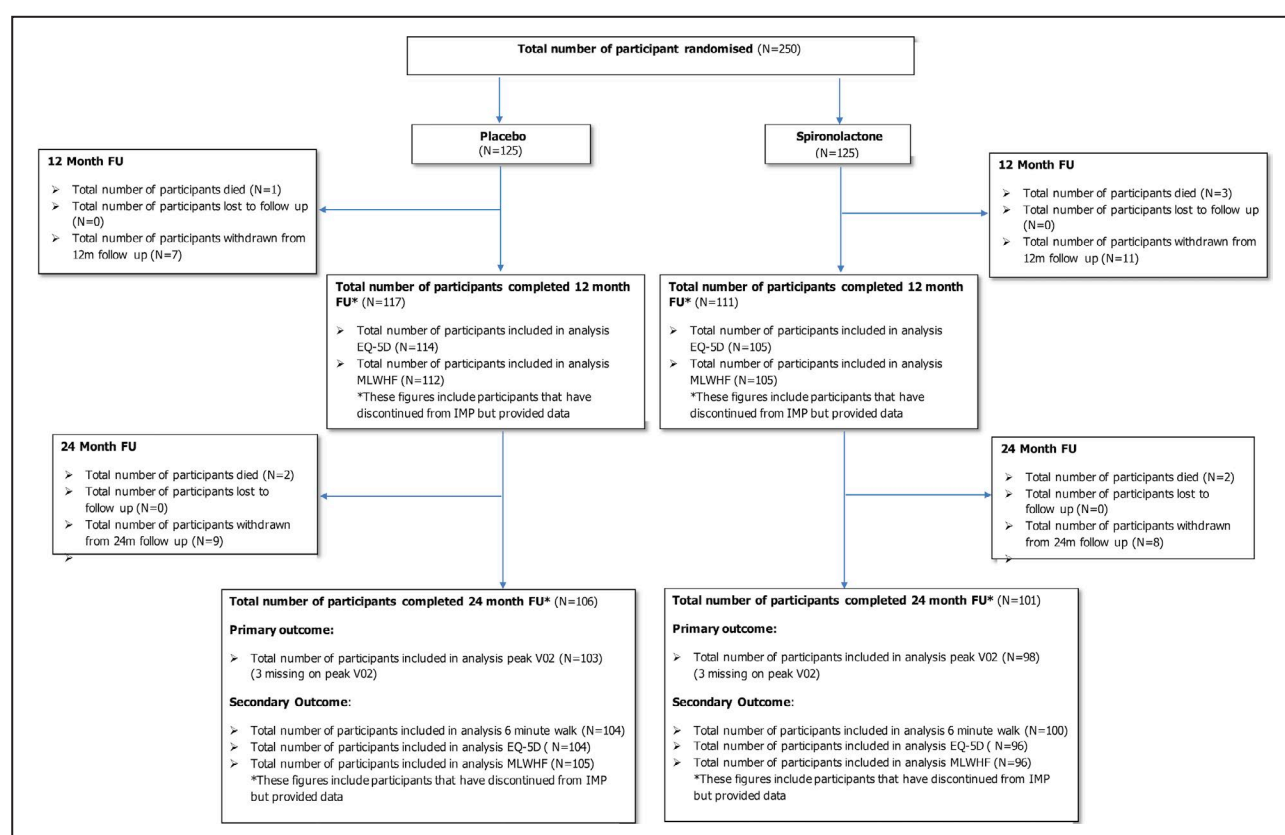 Total number of participant randomised (N=250)
Placebo
(N=125)
Spironolactone
(N=125)
12 Month FU
➢ Total number of participants died (N=1)
➢ Total number of participants lost to follow up
(N=0)
➢ Total number of participants withdrawn from
12m follow up (N=7)
12 Month FU
➢ Total number of participants died (N=3)
➢ Total number of participants lost to follow up
(N=0)
➢ Total number of participants withdrawn from
12m follow up (N=11)
Total number of participants completed 12 month
FU* (N=117)
➢ Total number of participants included in analysis
EQ-5D (N=114)
➢ Total number of participants included in analysis
MLWHF (N=112)
*These figures include participants that have
discontinued from IMP but provided data
Total number of participants completed 12 month
FU* (N=111)
➢ Total number of participants included in analysis
EQ-5D (N=105)
➢ Total number of participants included in analysis
MLWHF (N=105)
*These figures include participants that have
discontinued from IMP but provided data
24 Month FU
➢ Total number of participants died (N=2)
➢ Total number of participants lost to
follow up (N=0)
➢ Total number of participants withdrawn
from 24m follow up (N=9)
➢
24 Month FU
➢ Total number of participants died (N=2)
➢ Total number of participants lost to
follow up (N=0)
➢ Total number of participants withdrawn
from 24m follow up (N=8)
➢
Total number of participants completed 24 month FU* (N=106)
Primary outcome:
➢ Total number of participants included in analysis peak V02 (N=103)
(3 missing on peak V02)
Secondary Outcome:
➢ Total number of participants included in analysis 6 minute walk (N=104)
➢ Total number of participants included in analysis EQ-5D ( N=104)
➢ Total number of participants included in analysis MLWHF (N=105)
*These figures include participants that have discontinued from IMP
but provided data
Total number of participants completed 24 month FU* (N=101)
Primary outcome:
➢ Total number of participants included in analysis peak V02 (N=98)
(3 missing on peak V02)
Secondary Outcome:
➢ Total number of participants included in analysis 6 minute walk (N=100)
➢ Total number of participants included in analysis EQ-5D ( N=96)
➢ Total number of participants included in analysis MLWHF (N=96)
*These figures include participants that have discontinued from IMP
but provided data